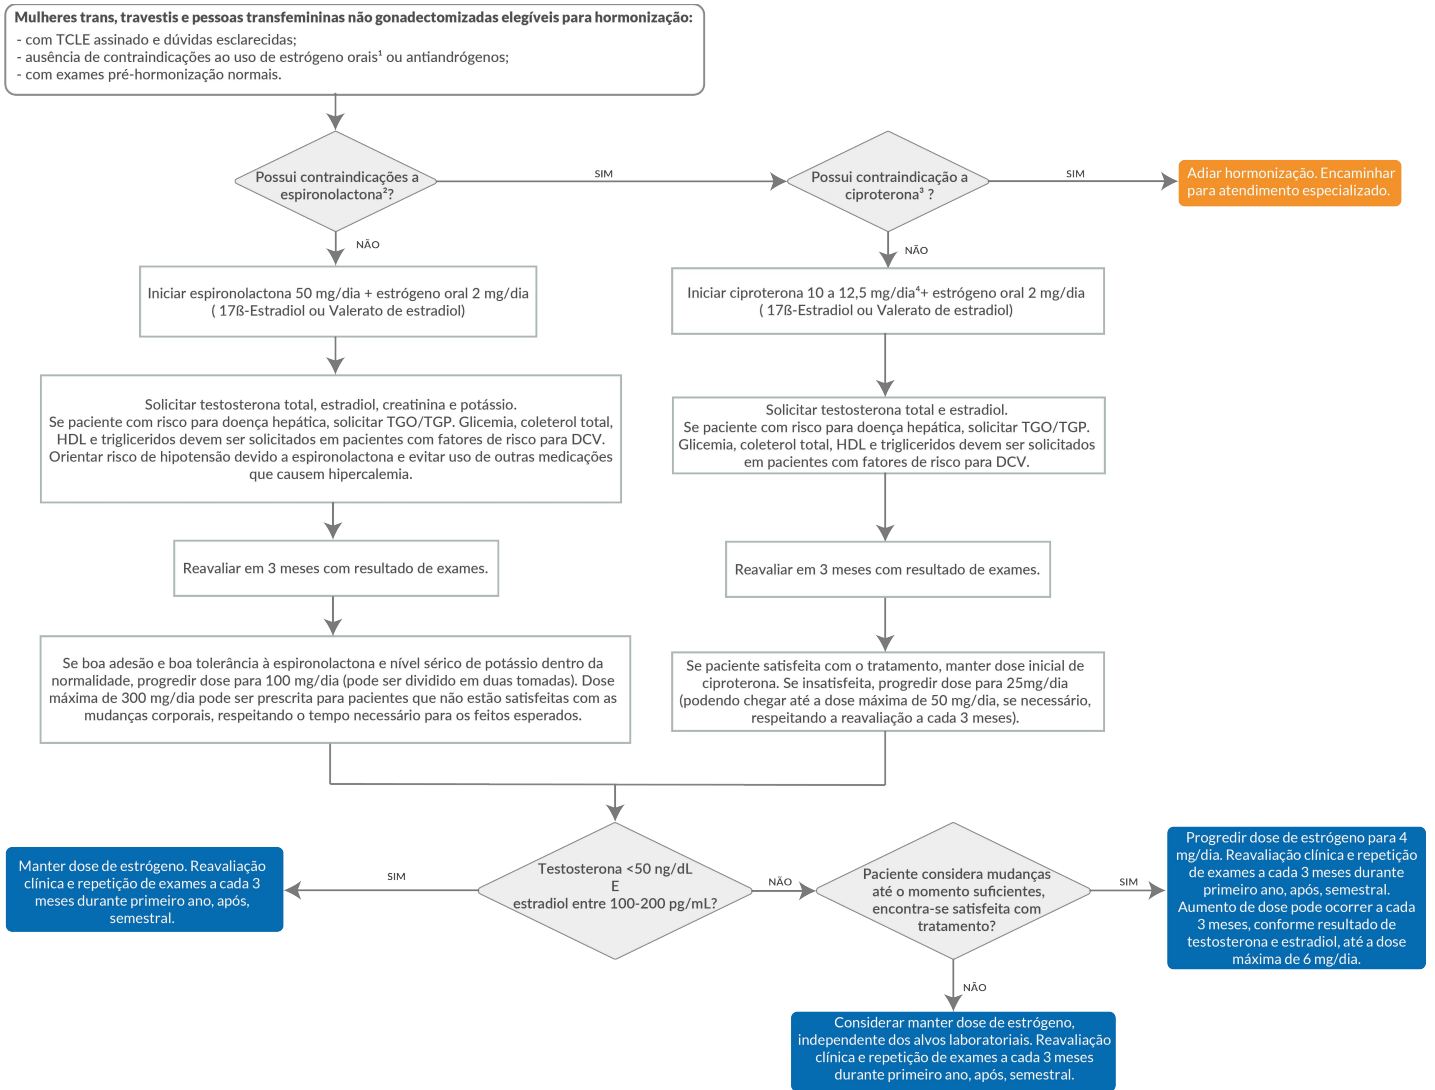 Mulheres trans, travestis e pessoas transfemininas não gonadectomizadas elegíveis para hormonização:
- com TCLE assinado e dúvidas esclarecidas;
- ausência de contraindicações ao uso de estrógeno orais¹ ou antiandrógenos;
- com exames pré-hormonização normais.
Possui contraindicações a
espironolactona²?
SIM
Possui contraindicação a
ciproterona³ ?
SIM
Adiar hormonização. Encaminhar
para atendimento especializado.
NÃO
NÃO
Iniciar espironolactona 50 mg/dia + estrógeno oral 2 mg/dia
( 17ß-Estradiol ou Valerato de estradiol)
Iniciar ciproterona 10 a 12,5 mg/dia⁴+ estrógeno oral 2 mg/dia
( 17ß-Estradiol ou Valerato de estradiol)
Solicitar testosterona total, estradiol, creatinina e potássio.
Se paciente com risco para doença hepática, solicitar TGO/TGP. Glicemia, coleterol total,
HDL e trigliceridos devem ser solicitados em pacientes com fatores de risco para DCV.
Orientar risco de hipotensão devido a espironolactona e evitar uso de outras medicações
que causem hipercalemia.
Solicitar testosterona total e estradiol.
Se paciente com risco para doença hepática, solicitar TGO/TGP.
Glicemia, coleterol total, HDL e trigliceridos devem ser solicitados
em pacientes com fatores de risco para DCV.
Reavaliar em 3 meses com resultado de exames.
Reavaliar em 3 meses com resultado de exames.
Se boa adesão e boa tolerância à espironolactona e nível sérico de potássio dentro da
normalidade, progredir dose para 100 mg/dia (pode ser dividido em duas tomadas). Dose
máxima de 300 mg/dia pode ser prescrita para pacientes que não estão satisfeitas com as
mudanças corporais, respeitando o tempo necessário para os feitos esperados.
Se paciente satisfeita com o tratamento, manter dose inicial de
ciproterona. Se insatisfeita, progredir dose para 25mg/dia
(podendo chegar até a dose máxima de 50 mg/dia, se necessário,
respeitando a reavaliação a cada 3 meses).
Manter dose de estrógeno. Reavaliação
clínica e repetição de exames a cada 3
meses durante primeiro ano, após,
semestral.
SIM
Testosterona <50 ng/dL
E
estradiol entre 100-200 pg/mL?
NÃO
Paciente considera mudanças
até o momento suficientes,
encontra-se satisfeita com
tratamento?
SIM
Progredir dose de estrógeno para 4
mg/dia. Reavaliação clínica e repetição
de exames a cada 3 meses durante
primeiro ano, após, semestral.
Aumento de dose pode ocorrer a cada
3 meses, conforme resultado de
testosterona e estradiol, até a dose
máxima de 6 mg/dia.
NÃO
Considerar manter dose de estrógeno,
independente dos alvos laboratoriais. Reavaliação
clínica e repetição de exames a cada 3 meses
durante primeiro ano, após, semestral.